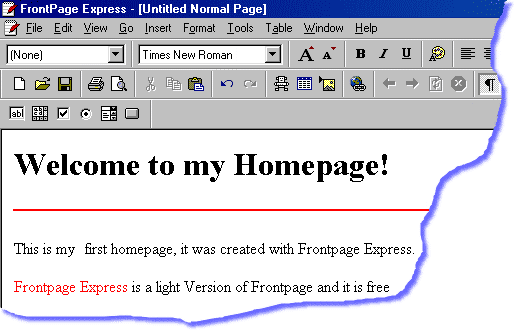 FrontPage Express - [Untitled Normal Page]
File Edit View Go Insert Format Tools Table Window Help
(None) Times New Roman A A B I U
abl
Welcome to my Homepage!
This is my first homepage, it was created with Frontpage Express.
Frontpage Express is a light Version of Frontpage and it is free